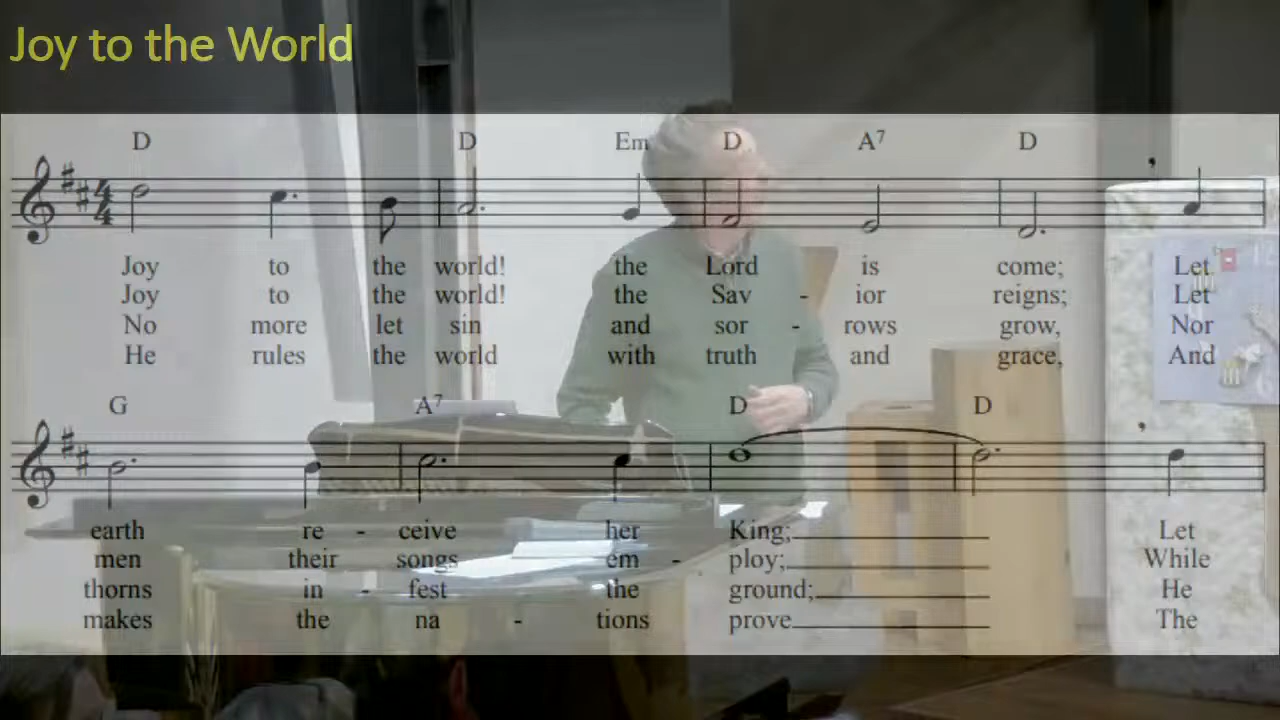 Joy to the World
D D Em D A7 D
4 4
Joy to the world! the Lord is come; Let
Joy to the world! the Sav - ior reigns; Let
No more let sin and sor - rows grow, Nor
He rules the world with truth and grace, And
G A7 D D
earth re - ceive her King; Let
men their songs em - ploy; While
thorns in - fest the ground; He
makes the na - tions prove The